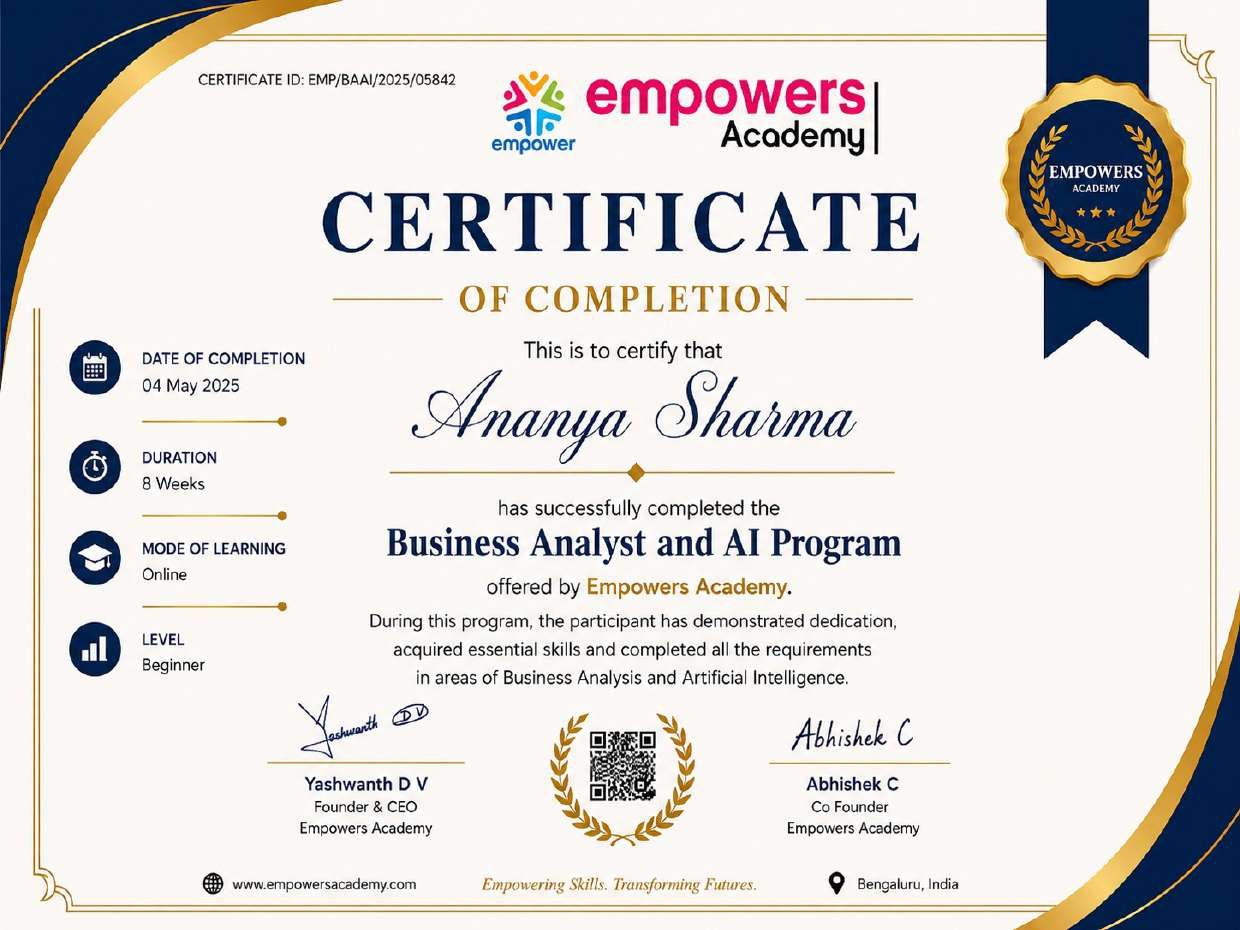 CERTIFICATE ID: EMP/BAAI/2025/05842
empower
empowers
Academy
EMPOWERS
ACADEMY
CERTIFICATE
OF COMPLETION
This is to certify that
Ananya Sharma
has successfully completed the
Business Analyst and AI Program
offered by Empowers Academy.
During this program, the participant has demonstrated dedication,
acquired essential skills and completed all the requirements
in areas of Business Analysis and Artificial Intelligence.
DATE OF COMPLETION
04 May 2025
DURATION
8 Weeks
MODE OF LEARNING
Online
LEVEL
Beginner
Yashwanth D V
Yashwanth D V
Founder & CEO
Empowers Academy
Abhishek C
Abhishek C
Co Founder
Empowers Academy
www.empowersacademy.com
Empowering Skills. Transforming Futures.
Bengaluru, India